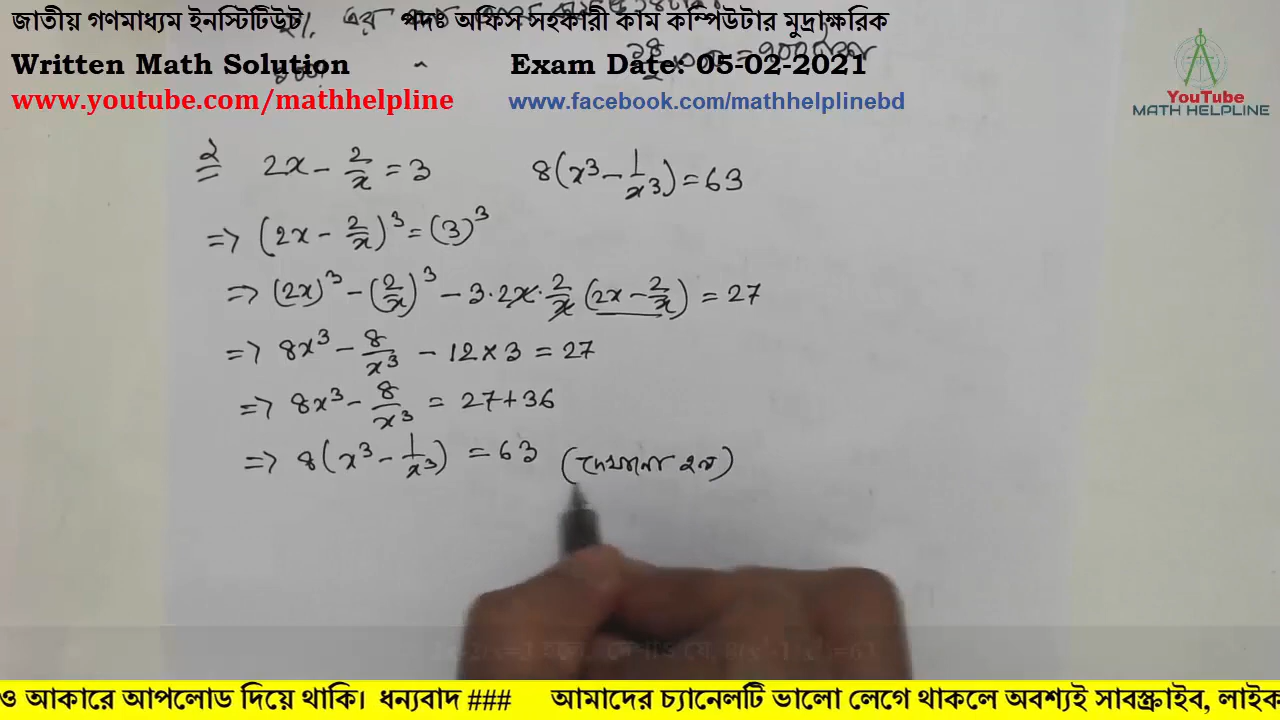 জাতীয় গণমাধ্যম ইনস্টিটিউট
পদঃ অফিস সহকারী কাম কম্পিউটার মুদ্রাক্ষরিক
Written Math Solution
Exam Date: 05-02-2021
www.youtube.com/mathhelpline
www.facebook.com/mathhelplinebd
YouTube
MATH HELPLINE
২ 2x - 2/x = 3
8(x³ - 1/x³) = 63
=> (2x - 2/x)³ = (3)³
=> (2x)³ - (2/x)³ - 3·2x·2/x (2x - 2/x) = 27
=> 8x³ - 8/x³ - 12 × 3 = 27
=> 8x³ - 8/x³ = 27 + 36
=> 8(x³ - 1/x³) = 63 (দেখানো হল)
ও আকারে আপলোড দিয়ে থাকি। ধন্যবাদ ### আমাদের চ্যানেলটি ভালো লেগে থাকলে অবশ্যই সাবস্ক্রাইব, লাইক